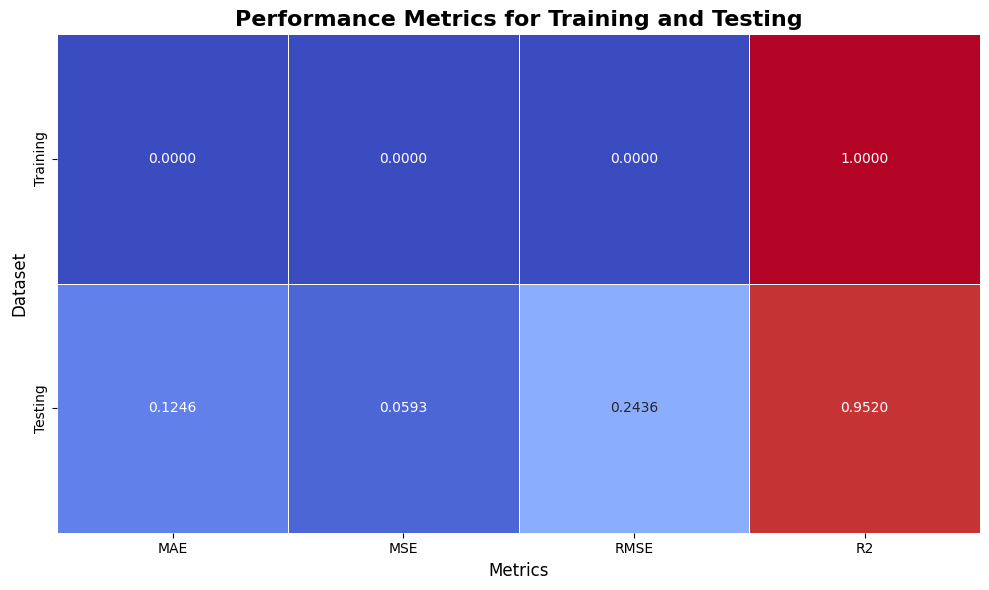 Performance Metrics for Training and Testing
Dataset
Training
0.0000 0.0000 0.0000 1.0000
Testing
0.1246 0.0593 0.2436 0.9520
MAE MSE RMSE R2
Metrics